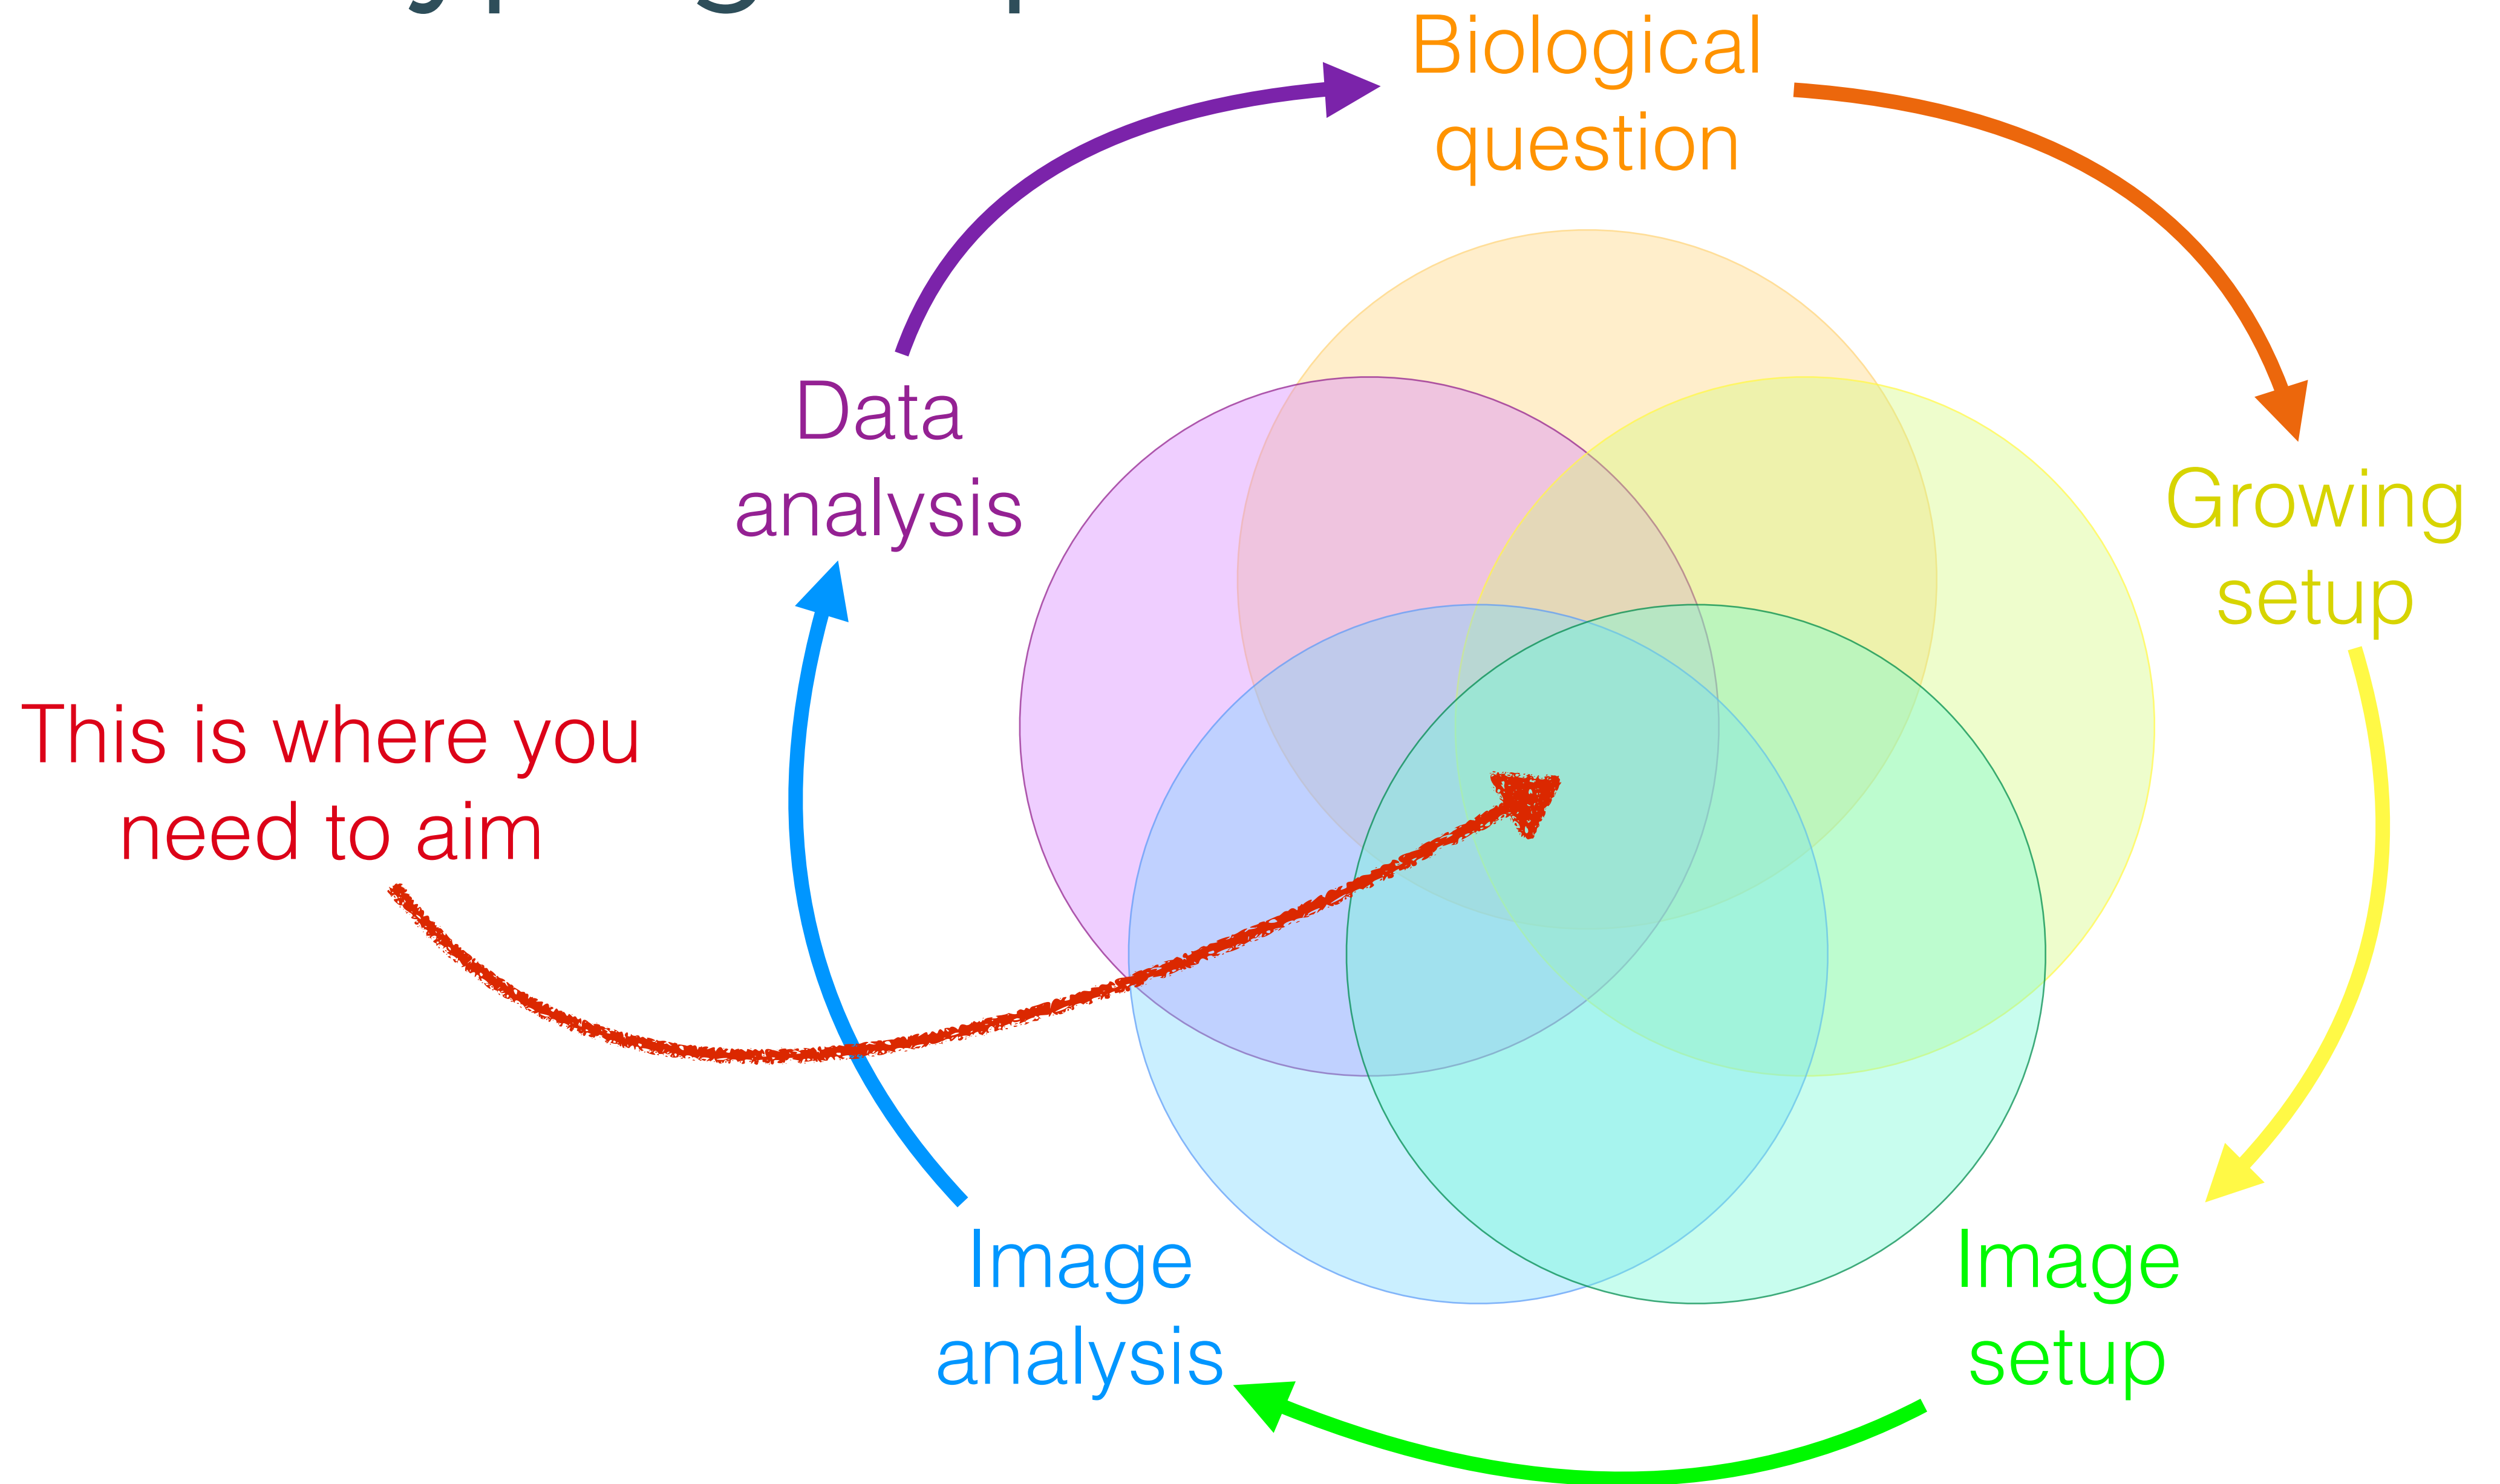 Biological
question
Data
analysis
Growing
setup
This is where you
need to aim
Image
analysis
Image
setup